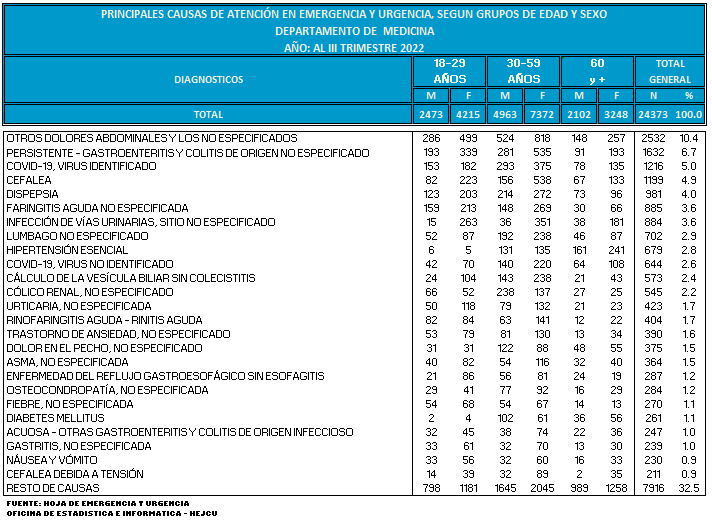 PRINCIPALES CAUSAS DE ATENCIÓN EN EMERGENCIA Y URGENCIA, SEGUN GRUPOS DE EDAD Y SEXO
DEPARTAMENTO DE MEDICINA
AÑO: AL III TRIMESTRE 2022
DIAGNOSTICOS 18-29 AÑOS 30-59 AÑOS 60 y + TOTAL GENERAL
M F M F M F N %
TOTAL 2473 4215 4963 7372 2102 3248 24373 100.0
OTROS DOLORES ABDOMINALES Y LOS NO ESPECIFICADOS 286 499 524 818 148 257 2532 10.4
PERSISTENTE - GASTROENTERITIS Y COLITIS DE ORIGEN NO ESPECIFICADO 193 339 281 535 91 193 1632 6.7
COVID-19, VIRUS IDENTIFICADO 153 182 293 375 78 135 1216 5.0
CEFALEA 82 223 156 538 67 133 1199 4.9
DISPEPSIA 123 203 214 272 73 96 981 4.0
FARINGITIS AGUDA NO ESPECIFICADA 159 213 148 269 30 66 885 3.6
INFECCIÓN DE VÍAS URINARIAS, SITIO NO ESPECIFICADO 15 263 36 351 38 181 884 3.6
LUMBAGO NO ESPECIFICADO 52 87 192 238 46 87 702 2.9
HIPERTENSIÓN ESENCIAL 6 5 131 135 161 241 679 2.8
COVID-19, VIRUS NO IDENTIFICADO 42 70 140 220 64 108 644 2.6
CÁLCULO DE LA VESÍCULA BILIAR SIN COLECISTITIS 24 104 143 238 21 43 573 2.4
CÓLICO RENAL, NO ESPECIFICADO 66 52 238 137 27 25 545 2.2
URTICARIA, NO ESPECIFICADA 50 118 79 132 21 23 423 1.7
RINOFARINGITIS AGUDA - RINITIS AGUDA 82 84 63 141 12 22 404 1.7
TRASTORNO DE ANSIEDAD, NO ESPECIFICADO 53 79 81 130 13 34 390 1.6
DOLOR EN EL PECHO, NO ESPECIFICADO 31 31 122 88 48 55 375 1.5
ASMA, NO ESPECIFICADA 40 82 54 116 32 40 364 1.5
ENFERMEDAD DEL REFLUJO GASTROESOFÁGICO SIN ESOFAGITIS 21 86 56 81 24 19 287 1.2
OSTEOCONDROPATÍA, NO ESPECIFICADA 29 41 77 92 16 29 284 1.2
FIEBRE, NO ESPECIFICADA 54 68 54 67 14 13 270 1.1
DIABETES MELLITUS 2 4 102 61 36 56 261 1.1
ACUOSA - OTRAS GASTROENTERITIS Y COLITIS DE ORIGEN INFECCIOSO 32 45 38 74 22 36 247 1.0
GASTRITIS, NO ESPECIFICADA 33 61 32 70 13 30 239 1.0
NÁUSEA Y VÓMITO 33 56 32 60 16 33 230 0.9
CEFALEA DEBIDA A TENSIÓN 14 39 32 89 2 35 211 0.9
RESTO DE CAUSAS 798 1181 1645 2045 989 1258 7916 32.5
FUENTE: HOJA DE EMERGENCIA Y URGENCIA
OFICINA DE ESTADISTICA E INFORMATICA - HEJCU